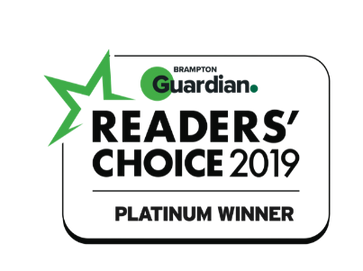 BRAMPTON
Guardian.
READERS'
CHOICE 2019
PLATINUM WINNER